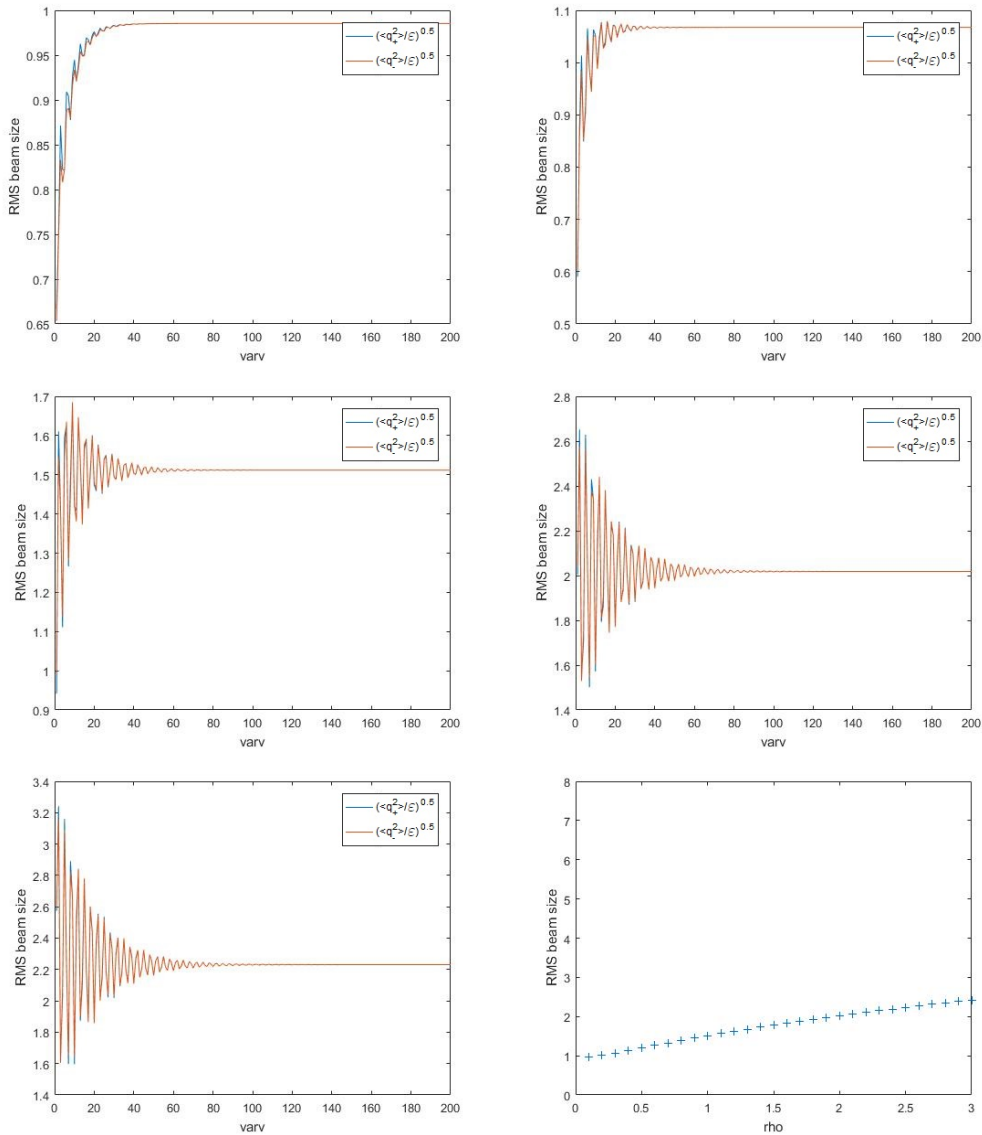 1
0.95
0.9
0.85
0.8
0.75
0.7
0.65
RMS beam size
0 20 40 60 80 100 120 140 160 180 200
varv
(<q₊²>/ε)^0.5
(<q₋²>/ε)^0.5
1.1
1
0.9
0.8
0.7
0.6
0.5
RMS beam size
0 20 40 60 80 100 120 140 160 180 200
varv
(<q₊²>/ε)^0.5
(<q₋²>/ε)^0.5
1.7
1.6
1.5
1.4
1.3
1.2
1.1
1
0.9
RMS beam size
0 20 40 60 80 100 120 140 160 180 200
varv
(<q₊²>/ε)^0.5
(<q₋²>/ε)^0.5
2.8
2.6
2.4
2.2
2
1.8
1.6
1.4
RMS beam size
0 20 40 60 80 100 120 140 160 180 200
varv
(<q₊²>/ε)^0.5
(<q₋²>/ε)^0.5
3.4
3.2
3
2.8
2.6
2.4
2.2
2
1.8
1.6
1.4
RMS beam size
0 20 40 60 80 100 120 140 160 180 200
varv
(<q₊²>/ε)^0.5
(<q₋²>/ε)^0.5
8
7
6
5
4
3
2
1
0
RMS beam size
0 0.5 1 1.5 2 2.5 3
rho